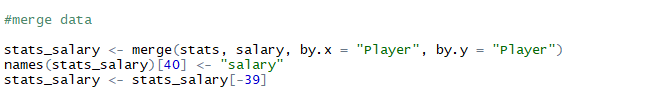 #merge data
stats_salary <- merge(stats, salary, by.x = "Player", by.y = "Player")
names(stats_salary)[40] <- "salary"
stats_salary <- stats_salary[-39]